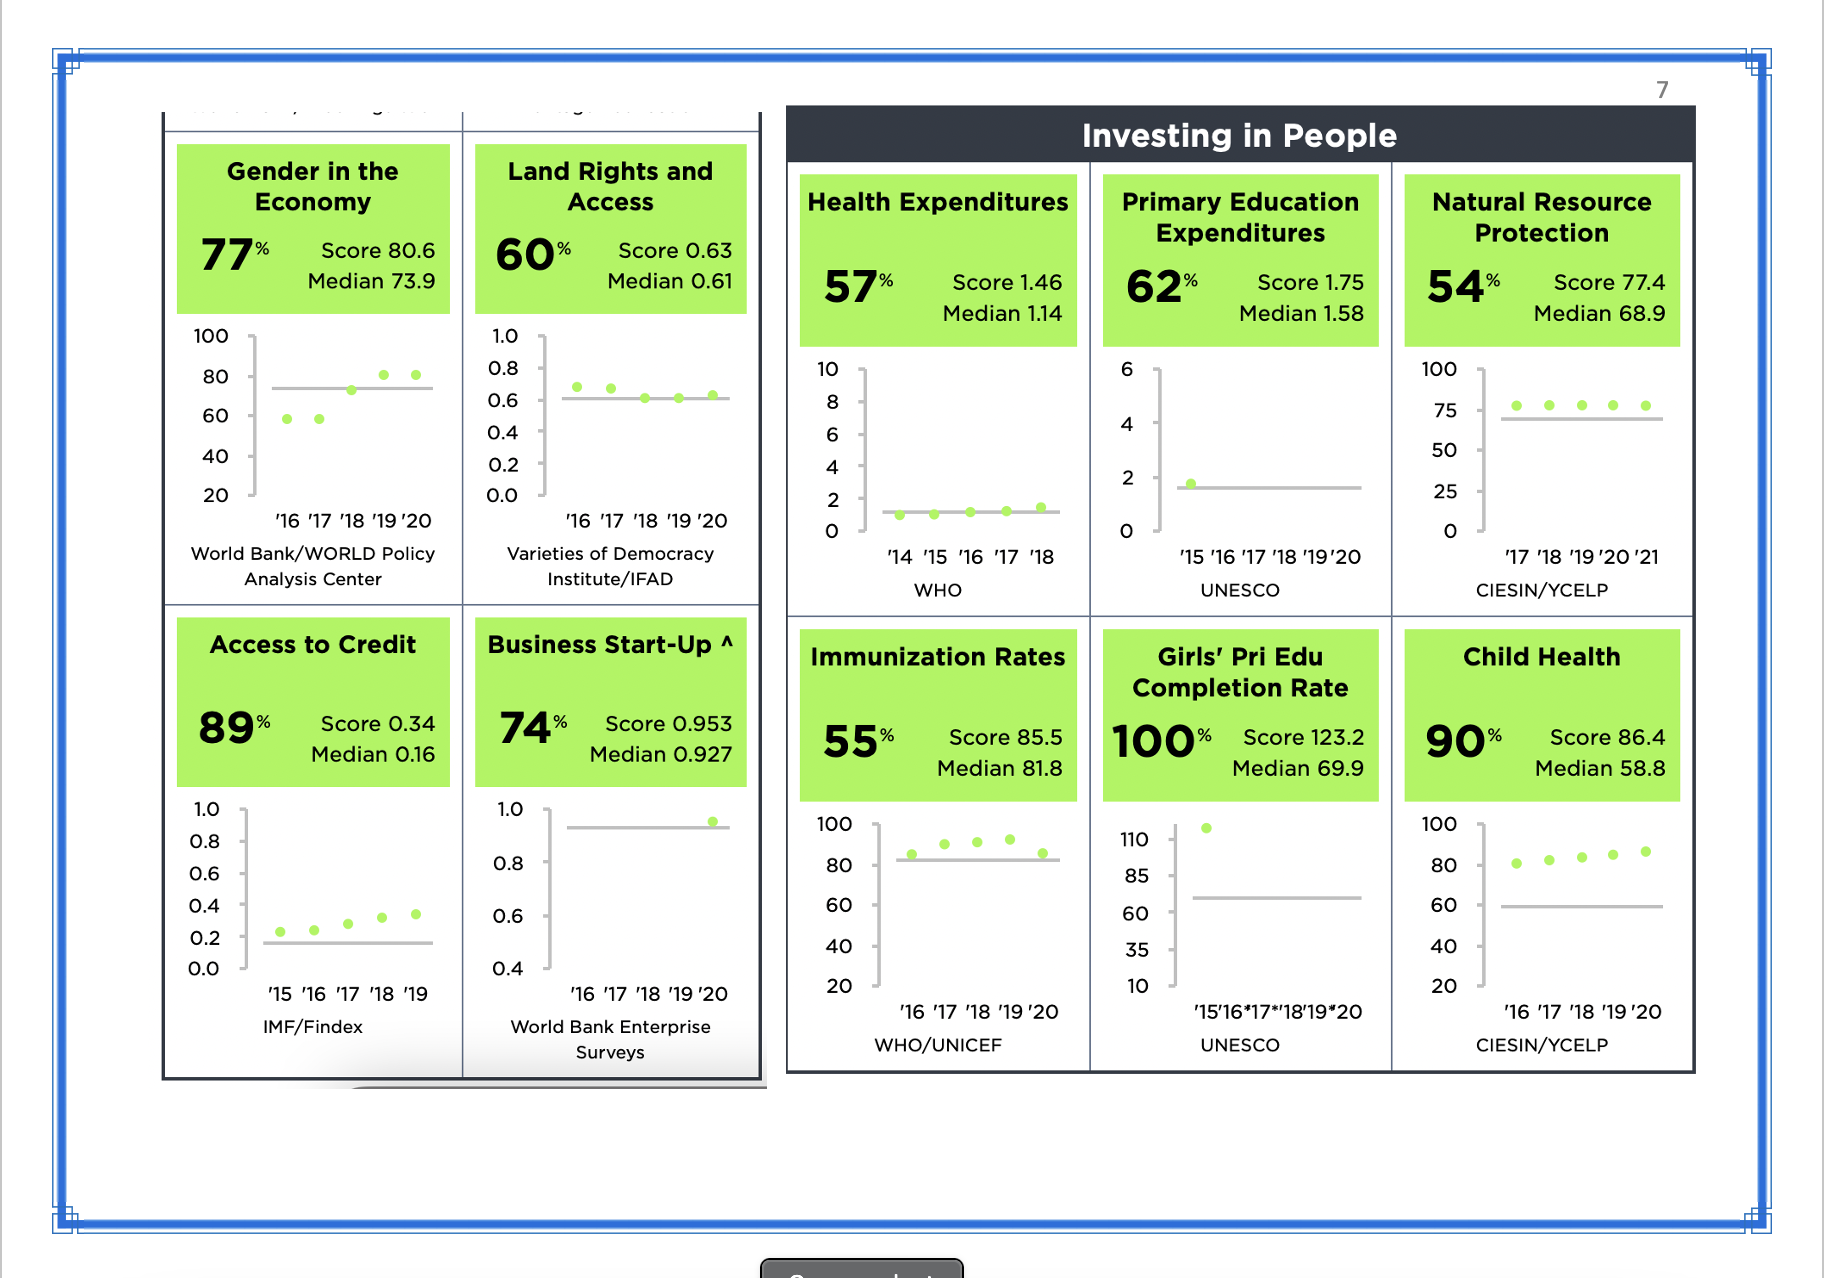 7
Gender in the
Economy
77%
Score 80.6
Median 73.9
100
80
60
40
20
'16 '17 '18 '19 '20
World Bank/WORLD Policy
Analysis Center
Land Rights and
Access
60%
Score 0.63
Median 0.61
1.0
0.8
0.6
0.4
0.2
0.0
'16 '17 '18 '19 '20
Varieties of Democracy
Institute/IFAD
Access to Credit
89%
Score 0.34
Median 0.16
1.0
0.8
0.6
0.4
0.2
0.0
'15 '16 '17 '18 '19
IMF/Findex
Business Start-Up ^
74%
Score 0.953
Median 0.927
1.0
0.8
0.6
0.4
'16 '17 '18 '19 '20
World Bank Enterprise
Surveys
Investing in People
Health Expenditures
57%
Score 1.46
Median 1.14
10
8
6
4
2
0
'14 '15 '16 '17 '18
WHO
Primary Education
Expenditures
62%
Score 1.75
Median 1.58
6
4
2
0
'15 '16 '17 '18 '19 '20
UNESCO
Natural Resource
Protection
54%
Score 77.4
Median 68.9
100
75
50
25
0
'17 '18 '19 '20 '21
CIESIN/YCELP
Immunization Rates
55%
Score 85.5
Median 81.8
100
80
60
40
20
'16 '17 '18 '19 '20
WHO/UNICEF
Girls' Pri Edu
Completion Rate
100%
Score 123.2
Median 69.9
110
85
60
35
10
'15'16*'17*'18'19*'20
UNESCO
Child Health
90%
Score 86.4
Median 58.8
100
80
60
40
20
'16 '17 '18 '19 '20
CIESIN/YCELP